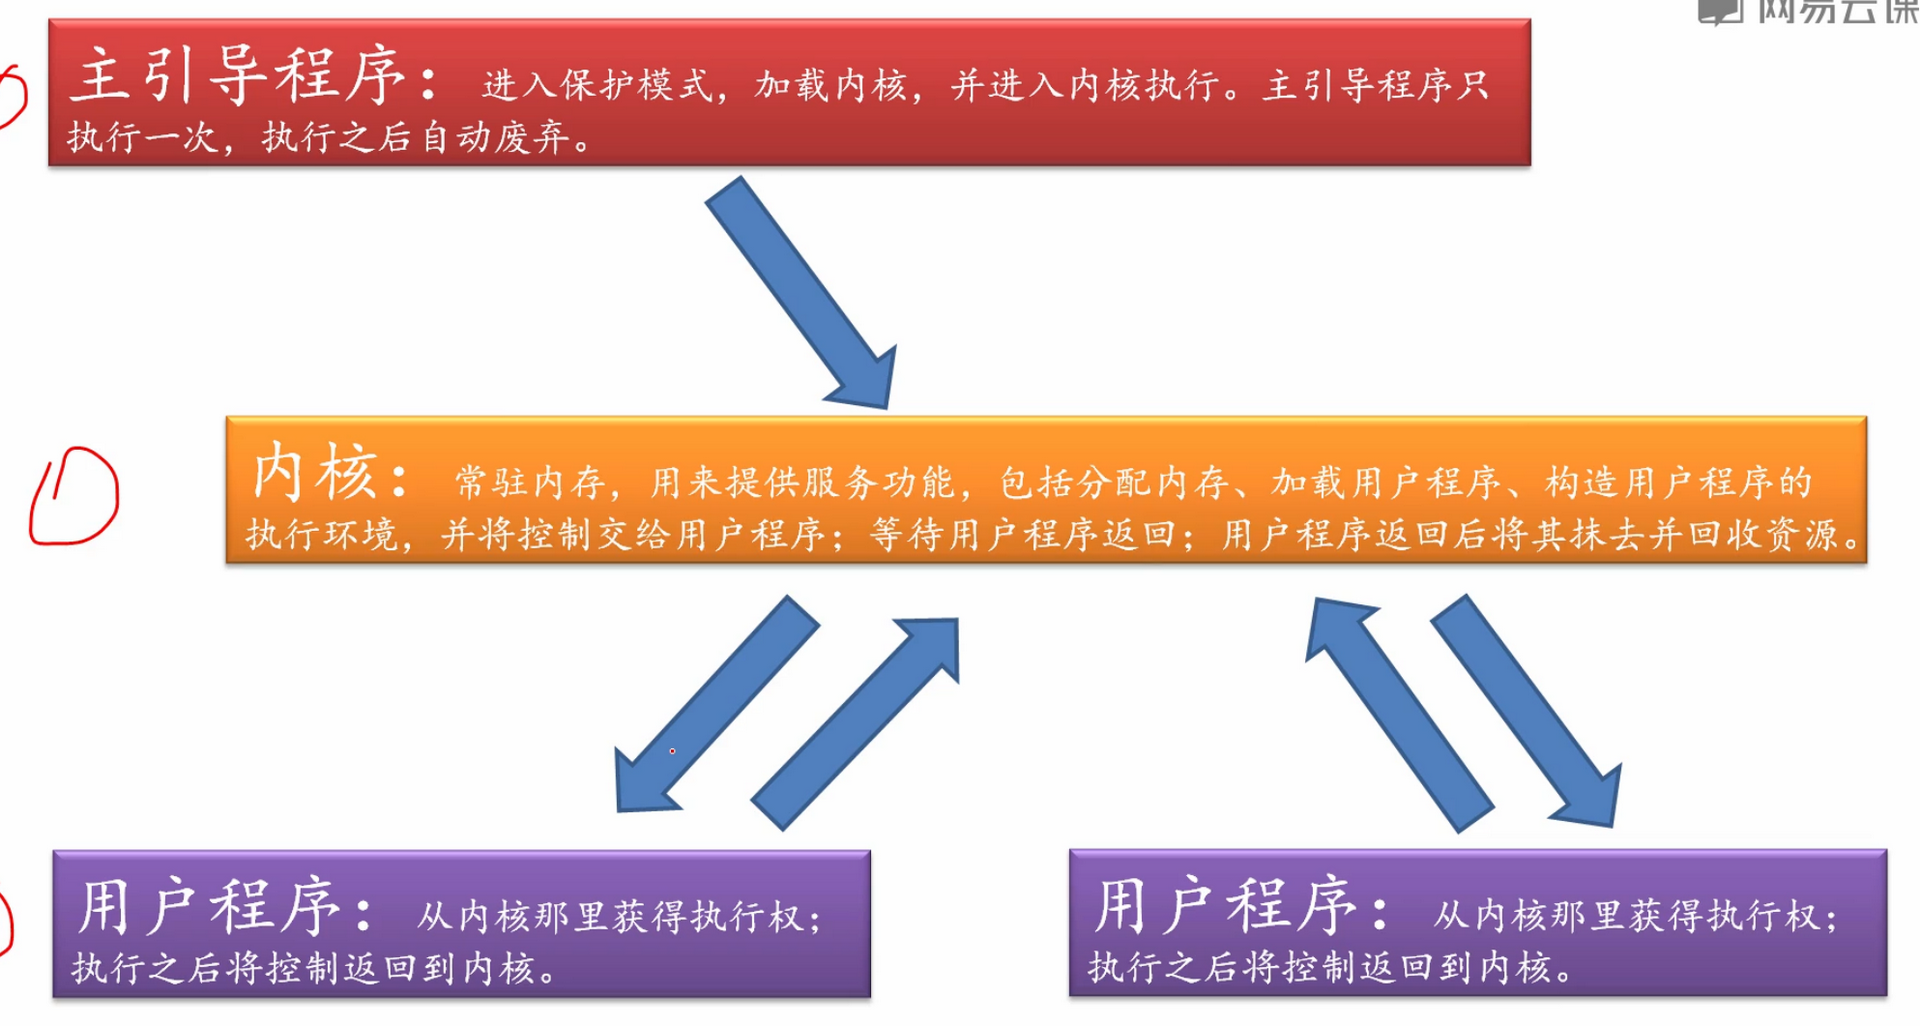 网易云课
主引导程序：进入保护模式，加载内核，并进入内核执行。主引导程序只
执行一次，执行之后自动废弃。
内核：常驻内存，用来提供服务功能，包括分配内存、加载用户程序、构造用户程序的
执行环境，并将控制交给用户程序；等待用户程序返回；用户程序返回后将其抹去并回收资源。
用户程序：从内核那里获得执行权；
执行之后将控制返回到内核。
用户程序：从内核那里获得执行权；
执行之后将控制返回到内核。